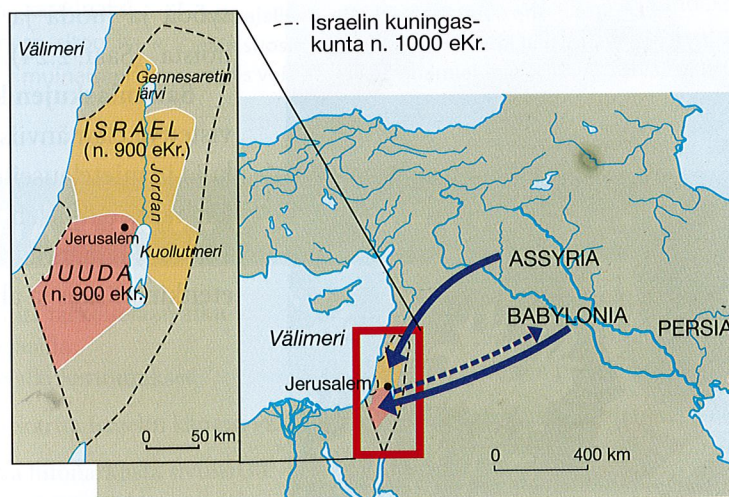 Israelin kuningas-
kunta n. 1000 eKr.
Välimeri
Gennesaretin
järvi
ISRAEL
(n. 900 eKr.)
Jordan
Jerusalem
Kuollutmeri
JUUDA
(n. 900 eKr.)
0 50 km
ASSYRIA
BABYLONIA
PERSIA
Välimeri
Jerusalem
0 400 km